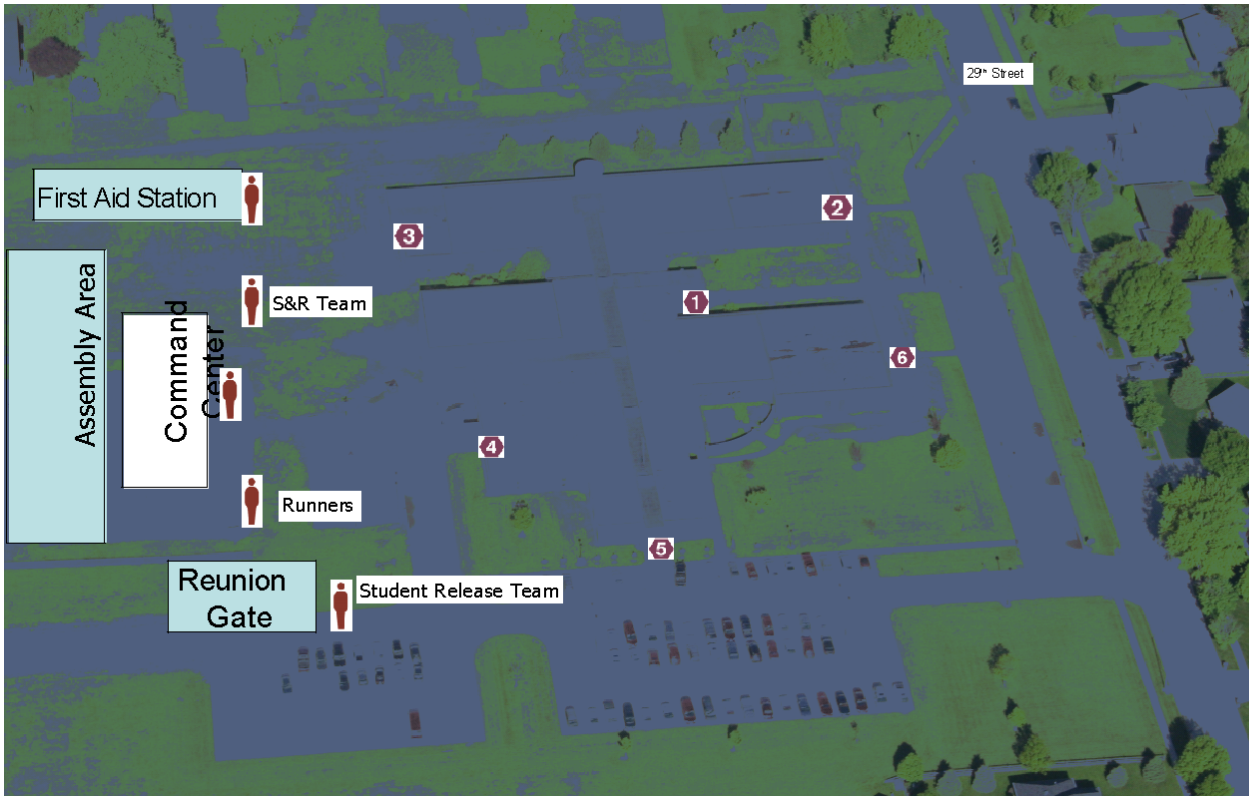 29th Street
First Aid Station
2
3
S&R Team
1
Assembly Area
Command
Center
6
4
Runners
5
Reunion
Gate
Student Release Team